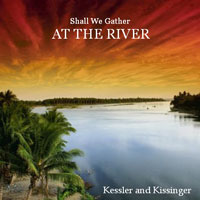 Shall We Gather
AT THE RIVER
Kessler and Kissinger